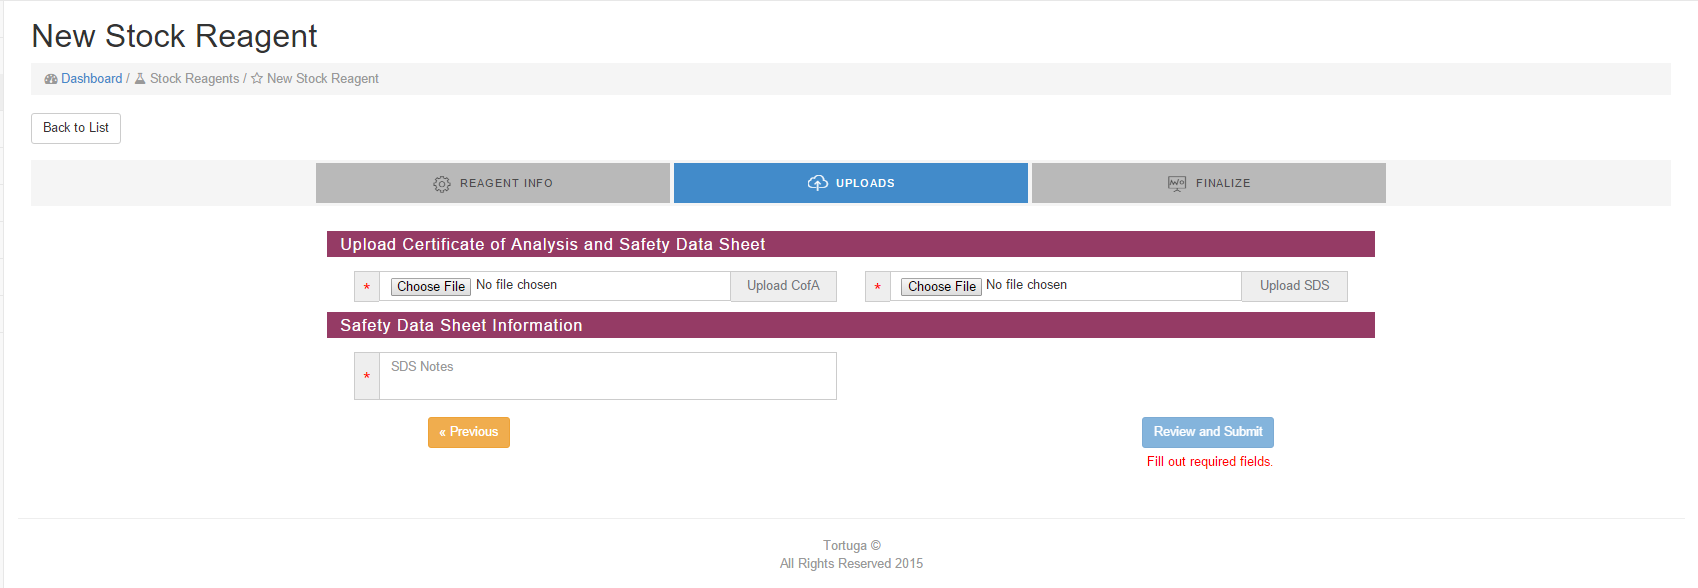 New Stock Reagent
Dashboard / Stock Reagents / New Stock Reagent
Back to List
REAGENT INFO
UPLOADS
FINALIZE
Upload Certificate of Analysis and Safety Data Sheet
* Choose File No file chosen Upload CofA
* Choose File No file chosen Upload SDS
Safety Data Sheet Information
* SDS Notes
« Previous
Review and Submit
Fill out required fields.
Tortuga ©
All Rights Reserved 2015